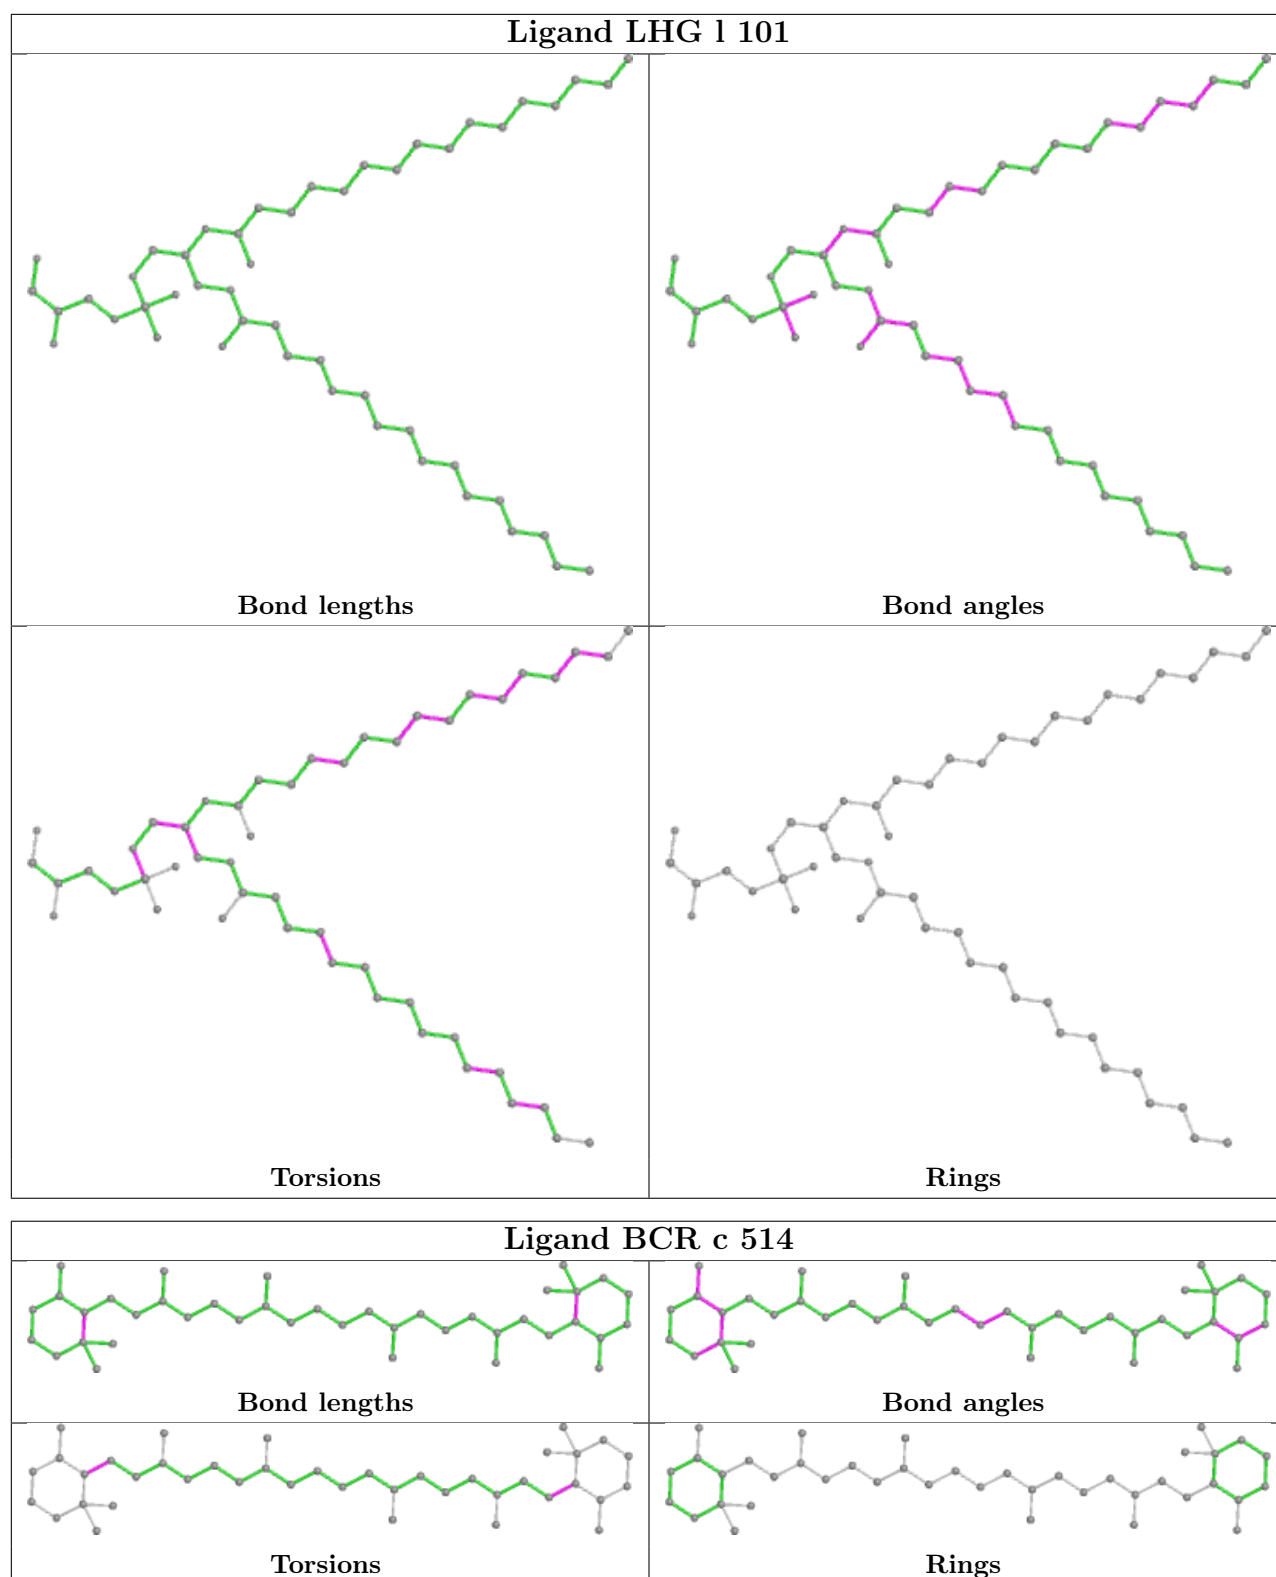 Ligand LHG l 101
Bond lengths
Bond angles
Torsions
Rings
Ligand BCR c 514
Bond lengths
Bond angles
Torsions
Rings